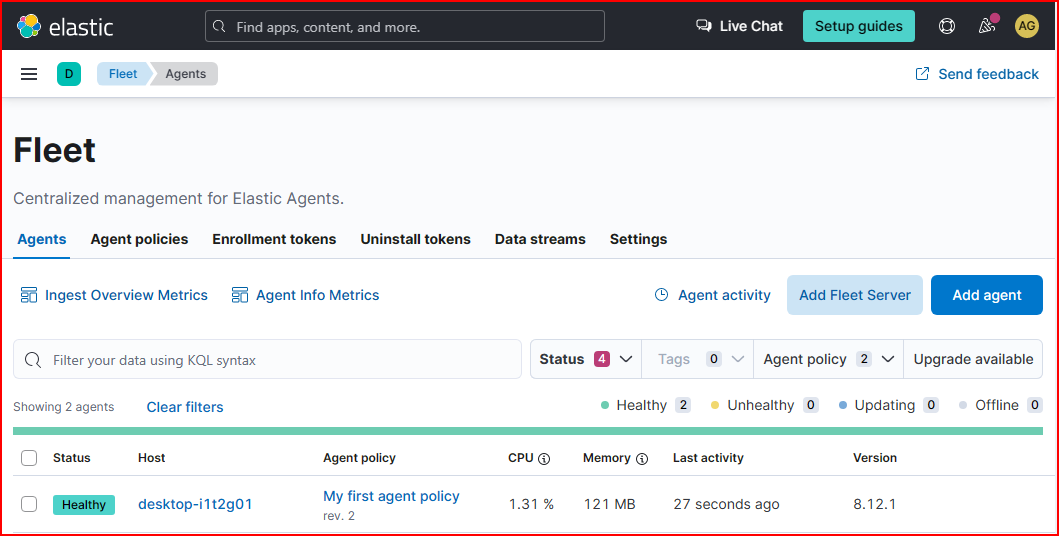 elastic Find apps, content, and more. Live Chat Setup guides AG
D Fleet Agents Send feedback
Fleet
Centralized management for Elastic Agents.
Agents Agent policies Enrollment tokens Uninstall tokens Data streams Settings
Ingest Overview Metrics Agent Info Metrics Agent activity Add Fleet Server Add agent
Filter your data using KQL syntax Status 4 Tags 0 Agent policy 2 Upgrade available
Showing 2 agents Clear filters Healthy 2 Unhealthy 0 Updating 0 Offline 0
Status Host Agent policy CPU Memory Last activity Version
Healthy desktop-i1t2g01 My first agent policy 1.31 % 121 MB 27 seconds ago 8.12.1
rev. 2